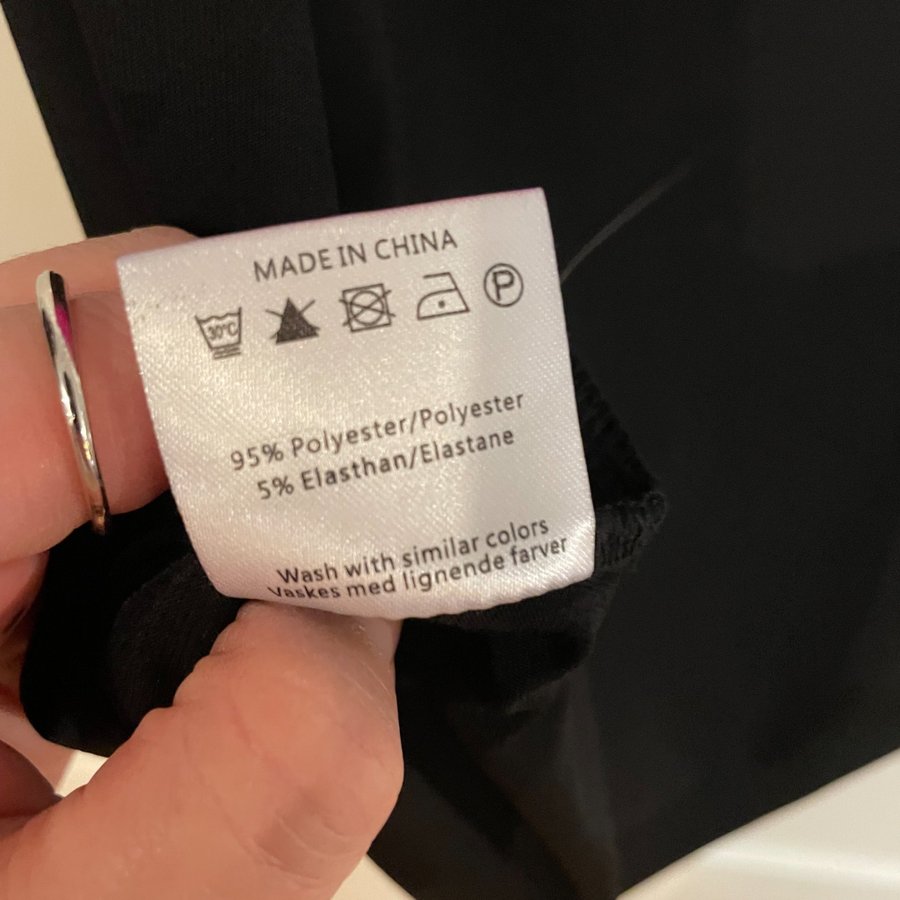 MADE IN CHINA
30°C P
95% Polyester/Polyester
5% Elasthan/Elastane
Wash with similar colors
Vaskes med lignende farver